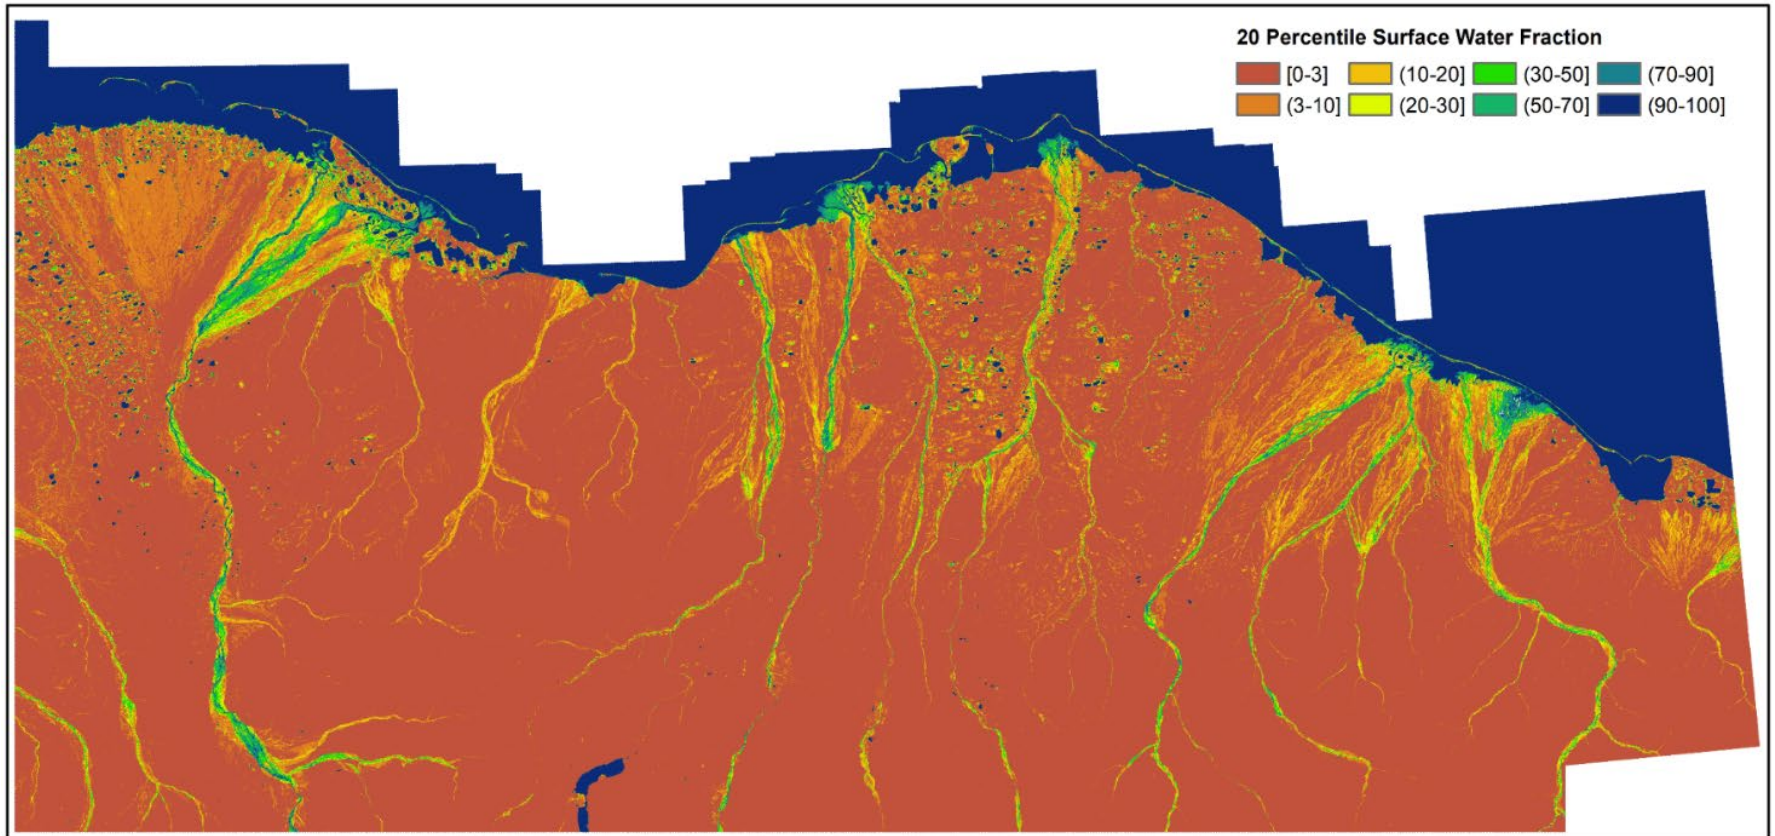 20 Percentile Surface Water Fraction
[0-3] (10-20] (30-50] (70-90]
(3-10] (20-30] (50-70] (90-100]